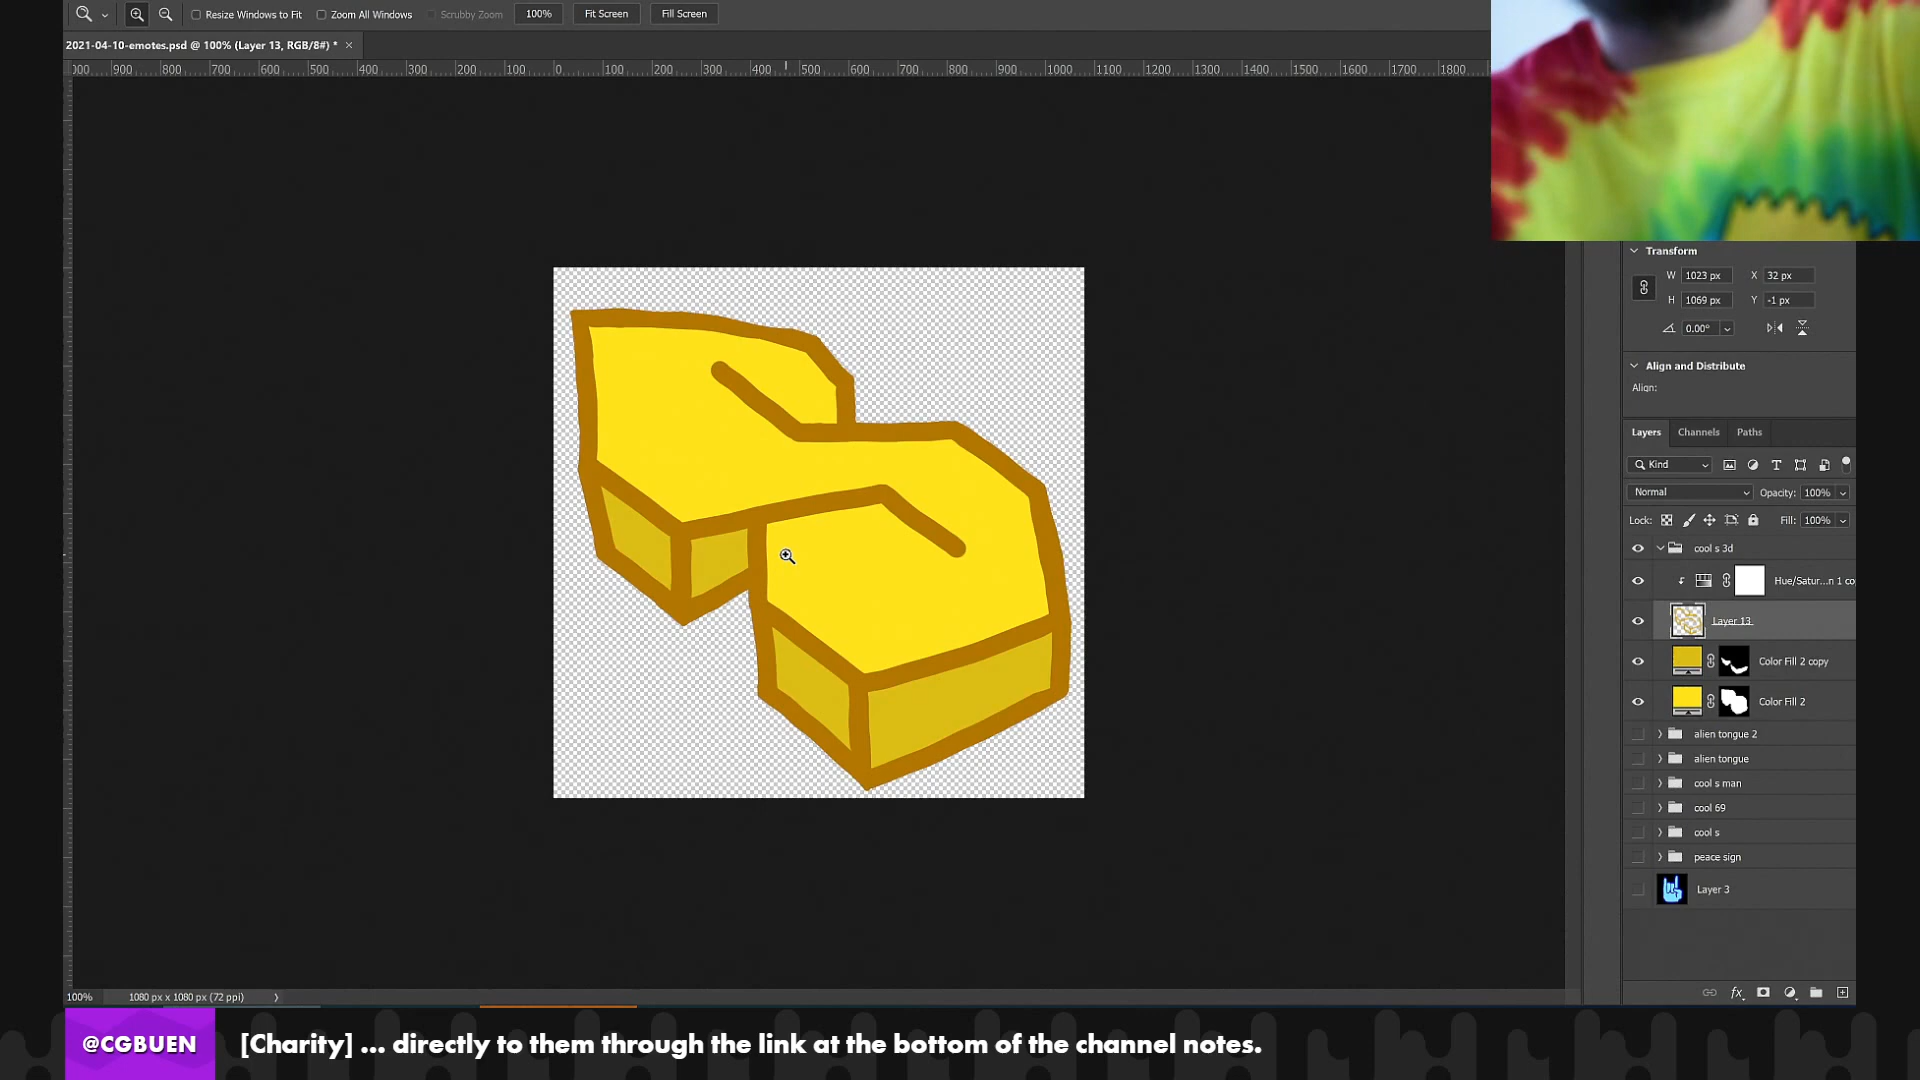 Resize Windows to Fit Zoom All Windows Scrubby Zoom 100% Fit Screen Fill Screen
2021-04-10-emotes.psd @ 100% (Layer 13, RGB/8#) * ×
900 800 700 600 500 400 300 200 100 0 100 200 300 400 500 600 700 800 900 1000 1100 1200 1300 1400 1500 1600 1700 1800
Transform
W 1023 px X 32 px
H 1069 px Y -1 px
0.00°
Align and Distribute
Align:
Layers Channels Paths
Kind
Normal Opacity: 100%
Lock: Fill: 100%
cool s 3d
Hue/Satur...n 1 co
Layer 13
Color Fill 2 copy
Color Fill 2
alien tongue 2
alien tongue
cool s man
cool 69
cool s
peace sign
Layer 3
fx
100% 1080 px x 1080 px (72 ppi)
@CGBUEN [Charity] ... directly to them through the link at the bottom of the channel notes.